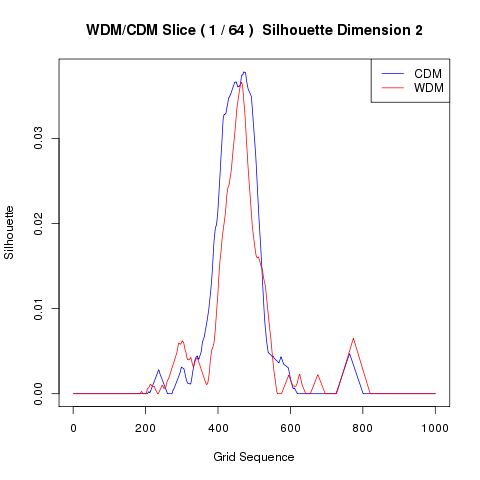 WDM/CDM Slice ( 1 / 64 )  Silhouette Dimension 2
CDM
WDM
Silhouette
0.03
0.02
0.01
0.00
0 200 400 600 800 1000
Grid Sequence